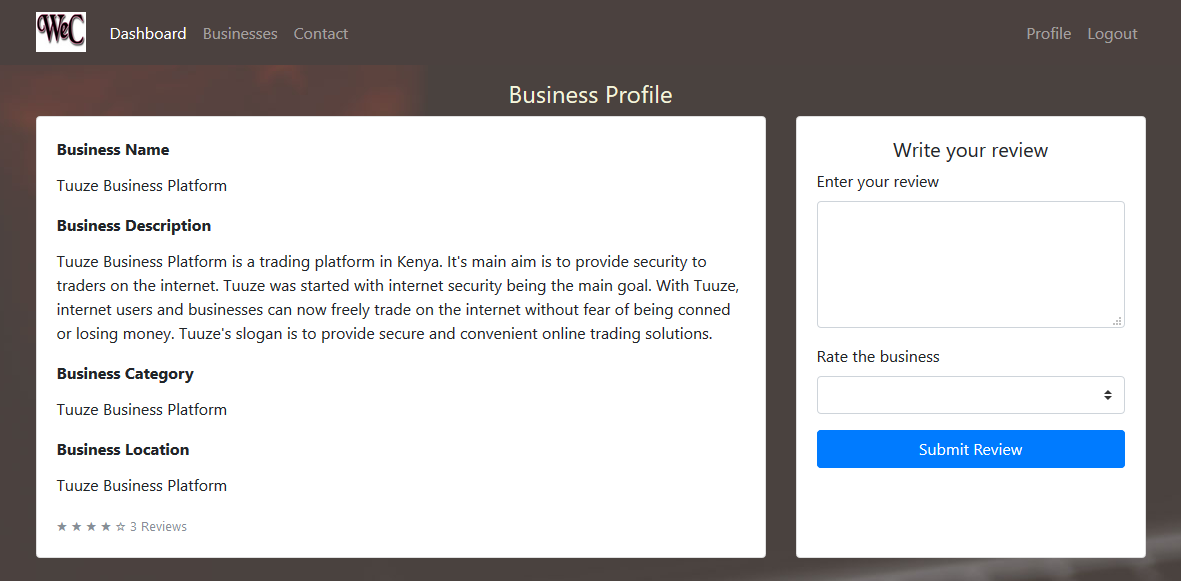 WeC
Dashboard Businesses Contact
Profile Logout
Business Profile
Business Name
Tuuze Business Platform
Business Description
Tuuze Business Platform is a trading platform in Kenya. It's main aim is to provide security to
traders on the internet. Tuuze was started with internet security being the main goal. With Tuuze,
internet users and businesses can now freely trade on the internet without fear of being conned
or losing money. Tuuze's slogan is to provide secure and convenient online trading solutions.
Business Category
Tuuze Business Platform
Business Location
Tuuze Business Platform
★ ★ ★ ★ ☆ 3 Reviews
Write your review
Enter your review
Rate the business
Submit Review